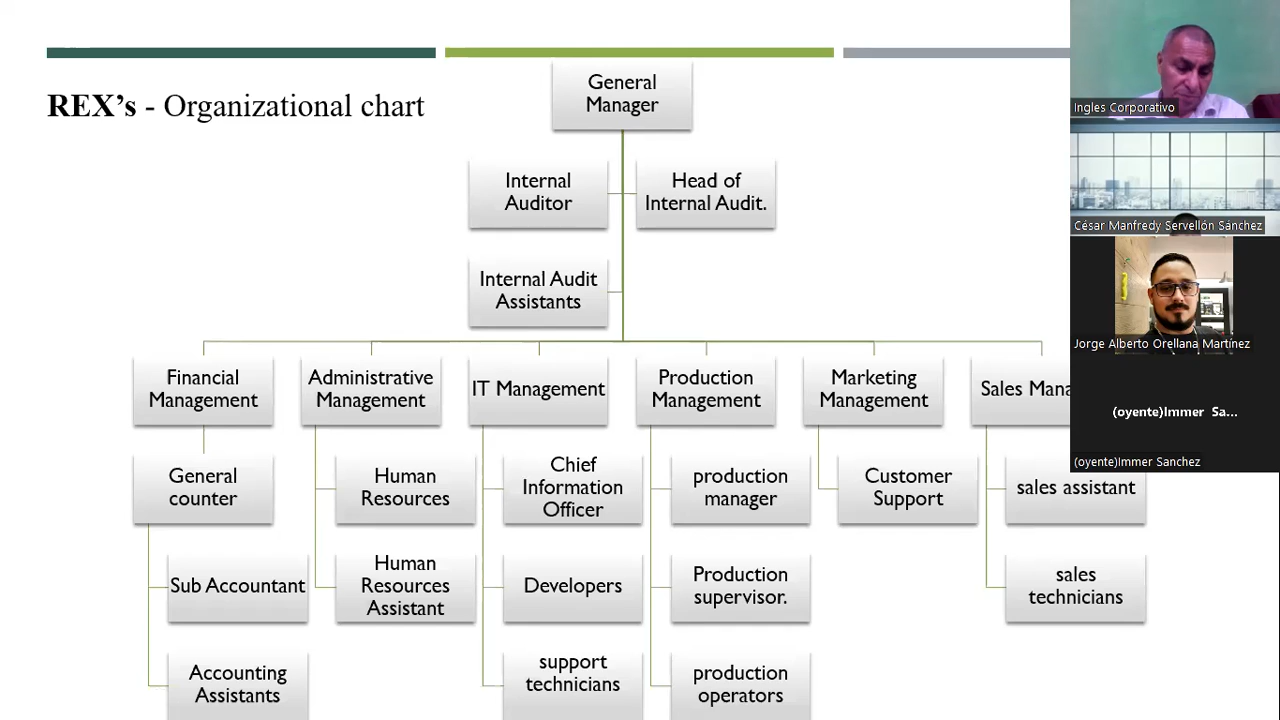 REX’s - Organizational chart
General
Manager
Internal
Auditor
Head of
Internal Audit.
Internal Audit
Assistants
Financial
Management
Administrative
Management
IT Management
Production
Management
Marketing
Management
Sales Mana
General
counter
Human
Resources
Chief
Information
Officer
production
manager
Customer
Support
sales assistant
Sub Accountant
Human
Resources
Assistant
Developers
Production
supervisor.
sales
technicians
Accounting
Assistants
support
technicians
production
operators
Ingles Corporativo
César Manfredy Servellón Sánchez
Jorge Alberto Orellana Martínez
(oyente)Immer Sa...
(oyente)Immer Sanchez